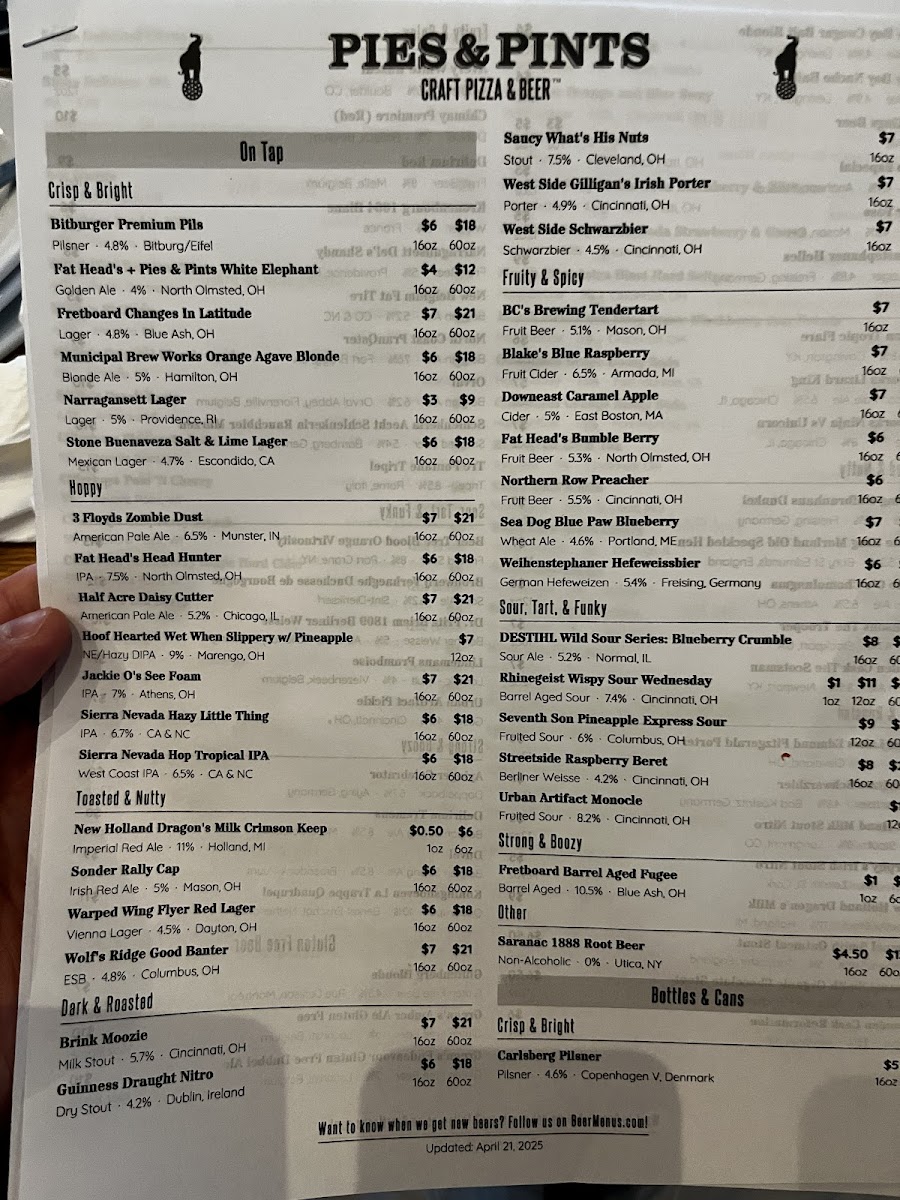 PIES & PINTS
CRAFT PIZZA & BEER™
On Tap
Crisp & Bright
Bitburger Premium Pils $6 $18
Pilsner · 4.8% · Bitburg/Eifel 16oz 60oz
Fat Head's + Pies & Pints White Elephant $4 $12
Golden Ale · 4% · North Olmsted, OH 16oz 60oz
Fretboard Changes In Latitude $7 $21
Lager · 4.8% · Blue Ash, OH 16oz 60oz
Municipal Brew Works Orange Agave Blonde $6 $18
Blonde Ale · 5% · Hamilton, OH 16oz 60oz
Narragansett Lager $3 $9
Lager · 5% · Providence, RI 16oz 60oz
Stone Buenaveza Salt & Lime Lager $6 $18
Mexican Lager · 4.7% · Escondido, CA 16oz 60oz
Hoppy
3 Floyds Zombie Dust $7 $21
American Pale Ale · 6.5% · Munster, IN 16oz 60oz
Fat Head's Head Hunter $6 $18
IPA · 7.5% · North Olmsted, OH 16oz 60oz
Half Acre Daisy Cutter $7 $21
American Pale Ale · 5.2% · Chicago, IL 16oz 60oz
Hoof Hearted Wet When Slippery w/ Pineapple $7
NE/Hazy DIPA · 9% · Marengo, OH 12oz
Jackie O's See Foam $7 $21
IPA · 7% · Athens, OH 16oz 60oz
Sierra Nevada Hazy Little Thing $6 $18
IPA · 6.7% · CA & NC 16oz 60oz
Sierra Nevada Hop Tropical IPA $6 $18
West Coast IPA · 6.5% · CA & NC 16oz 60oz
Toasted & Nutty
New Holland Dragon's Milk Crimson Keep $0.50 $6
Imperial Red Ale · 11% · Holland, MI 1oz 6oz
Sonder Rally Cap $6 $18
Irish Red Ale · 5% · Mason, OH 16oz 60oz
Warped Wing Flyer Red Lager $6 $18
Vienna Lager · 4.5% · Dayton, OH 16oz 60oz
Wolf's Ridge Good Banter $7 $21
ESB · 4.8% · Columbus, OH 16oz 60oz
Dark & Roasted
Brink Moozie $7 $21
Milk Stout · 5.7% · Cincinnati, OH 16oz 60oz
Guinness Draught Nitro $6 $18
Dry Stout · 4.2% · Dublin, Ireland 16oz 60oz
Saucy What's His Nuts $7
Stout · 7.5% · Cleveland, OH 16oz
West Side Gilligan's Irish Porter $7
Porter · 4.9% · Cincinnati, OH 16oz
West Side Schwarzbier $7
Schwarzbier · 4.5% · Cincinnati, OH 16oz
Fruity & Spicy
BC's Brewing Tendertart $7
Fruit Beer · 5.1% · Mason, OH 16oz
Blake's Blue Raspberry $7
Fruit Cider · 6.5% · Armada, MI 16oz
Downeast Caramel Apple $7
Cider · 5% · East Boston, MA 16oz
Fat Head's Bumble Berry $6
Fruit Beer · 5.3% · North Olmsted, OH 16oz
Northern Row Preacher $6
Fruit Beer · 5.5% · Cincinnati, OH 16oz
Sea Dog Blue Paw Blueberry $7
Wheat Ale · 4.6% · Portland, ME 16oz
Weihenstephaner Hefeweissbier $6
German Hefeweizen · 5.4% · Freising, Germany 16oz
Sour, Tart, & Funky
DESTIHL Wild Sour Series: Blueberry Crumble $8
Sour Ale · 5.2% · Normal, IL 16oz
Rhinegeist Wispy Sour Wednesday $1 $11
Barrel Aged Sour · 7.4% · Cincinnati, OH 1oz 12oz
Seventh Son Pineapple Express Sour $9
Fruited Sour · 6% · Columbus, OH 12oz
Streetside Raspberry Beret $8
Berliner Weisse · 4.2% · Cincinnati, OH 16oz
Urban Artifact Monocle
Fruited Sour · 8.2% · Cincinnati, OH
Strong & Boozy
Fretboard Barrel Aged Fugee $1
Barrel Aged · 10.5% · Blue Ash, OH 1oz
Other
Saranac 1888 Root Beer $4.50
Non-Alcoholic · 0% · Utica, NY 16oz
Bottles & Cans
Crisp & Bright
Carlsberg Pilsner $5
Pilsner · 4.6% · Copenhagen V, Denmark 16oz
Want to know when we get new beers? Follow us on BeerMenus.com!
Updated: April 21, 2025